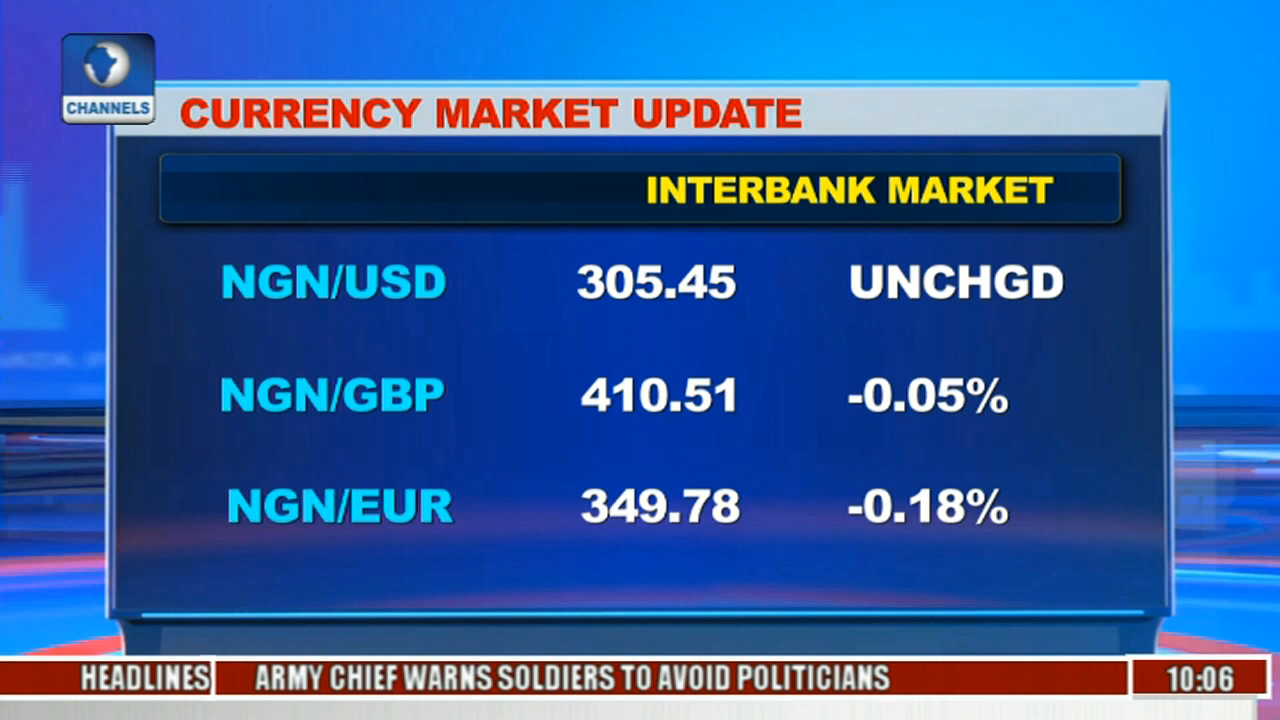 CHANNELS
CURRENCY MARKET UPDATE
INTERBANK MARKET
NGN/USD 305.45 UNCHGD
NGN/GBP 410.51 -0.05%
NGN/EUR 349.78 -0.18%
HEADLINES ARMY CHIEF WARNS SOLDIERS TO AVOID POLITICIANS 10:06